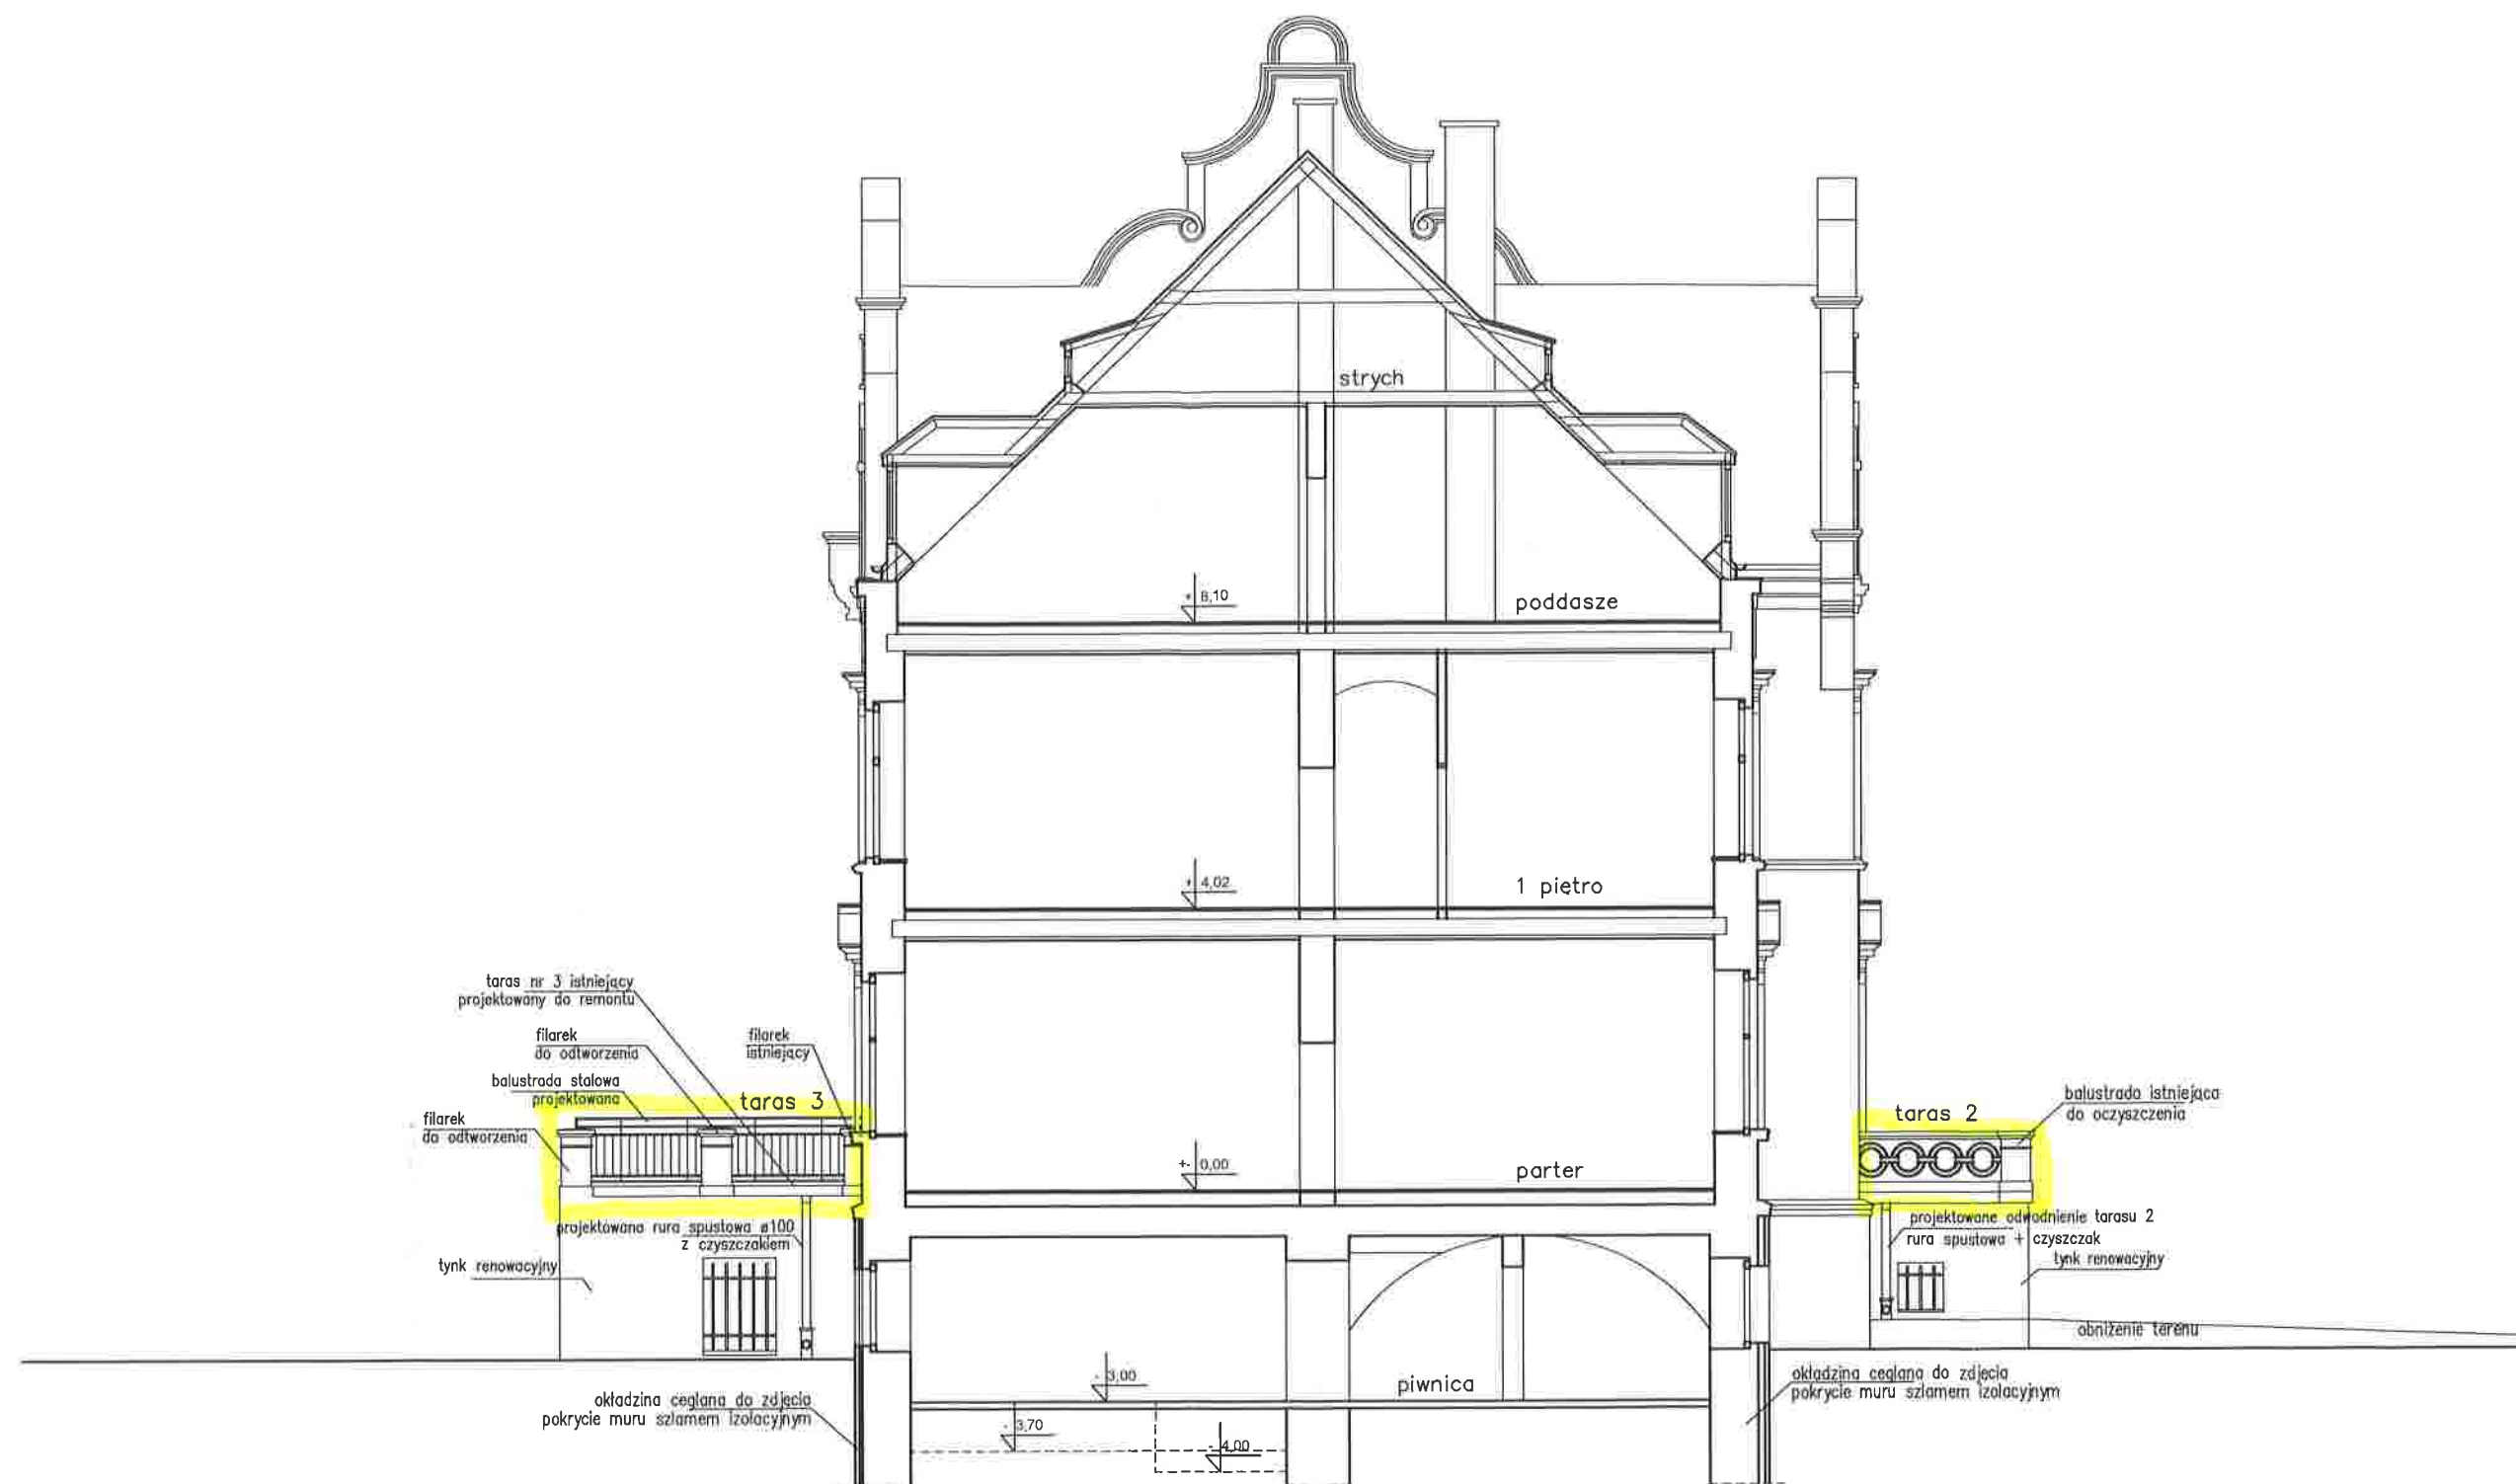 strych
+ 8,10
poddasze
+ 4,02
1 piętro
taras nr 3 istniejący
projektowany do remontu
filarek
do odtworzenia
filarek
istniejący
balustrada stalowa
projektowana
taras 3
filarek
do odtworzenia
balustrada istniejąca
do oczyszczenia
taras 2
+- 0,00
parter
projektowana rura spustowa ø100
z czyszczakiem
tynk renowacyjny
projektowane odwodnienie tarasu 2
rura spustowa + czyszczak
tynk renowacyjny
obniżenie terenu
- 3,00
piwnica
okładzina ceglana do zdjęcia
pokrycie muru szlamem izolacyjnym
okładzina ceglana do zdjęcia
pokrycie muru szlamem izolacyjnym
- 3,70
- 4,00